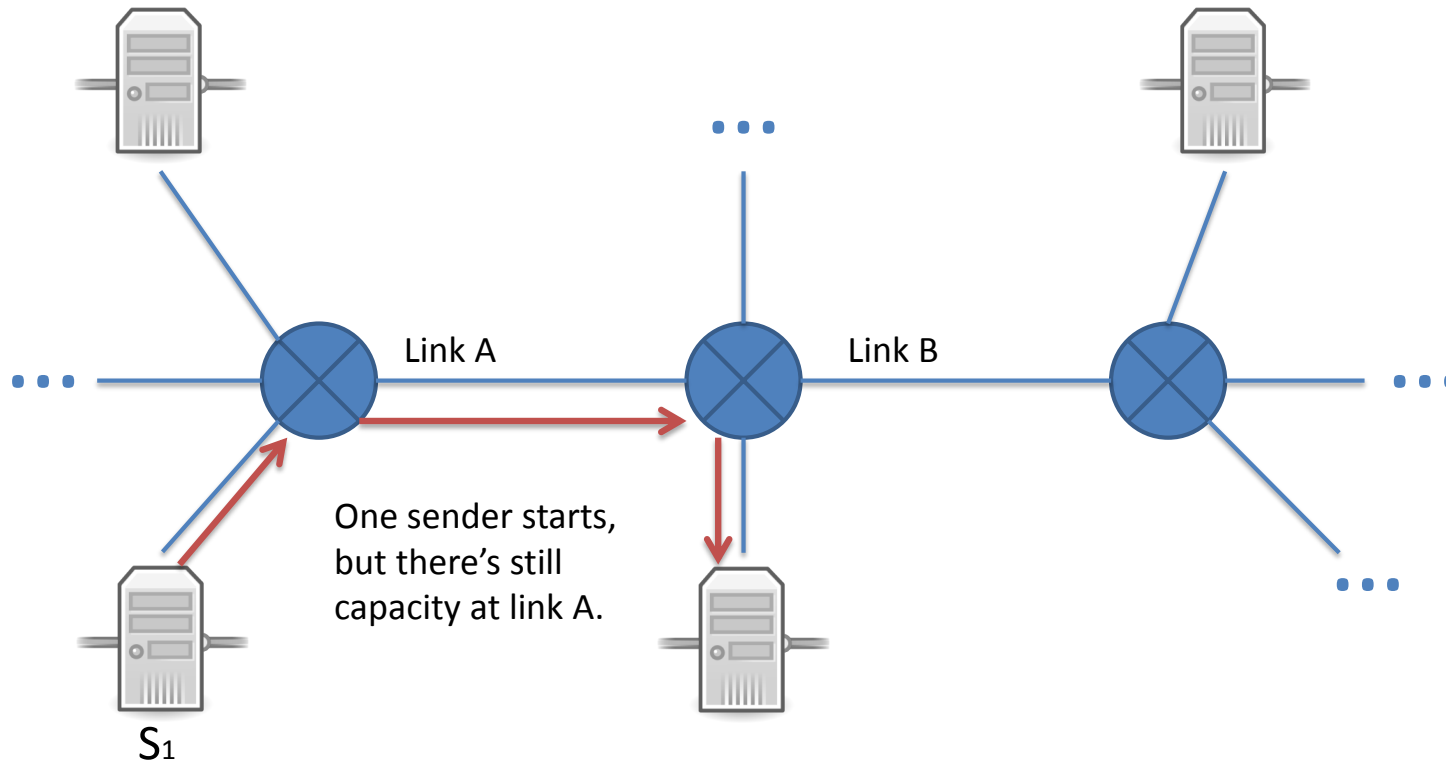 Link A
Link B
One sender starts,
but there’s still
capacity at link A.
S1